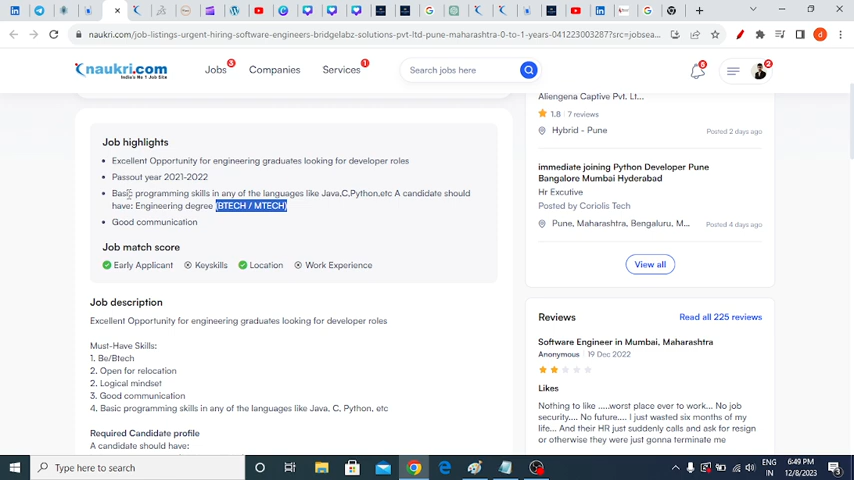 naukri.com/job-listings-urgent-hiring-software-engineers-bridgelabz-solutions-pvt-ltd-pune-maharashtra-0-to-1-years-041223003287?src=jobsea...
naukri.com
India's No.1 Job Site
Jobs 3
Companies
Services 1
Search jobs here
6
2
Job highlights
Excellent Opportunity for engineering graduates looking for developer roles
Passout year 2021-2022
Basic programming skills in any of the languages like Java,C,Python,etc A candidate should
have: Engineering degree (BTECH / MTECH)
Good communication
Job match score
Early Applicant
Keyskills
Location
Work Experience
Job description
Excellent Opportunity for engineering graduates looking for developer roles
Must-Have Skills:
1. Be/Btech
2. Open for relocation
2. Logical mindset
3. Good communication
4. Basic programming skills in any of the languages like Java, C, Python, etc
Required Candidate profile
A candidate should have:
Aliengena Captive Pvt. Lt...
1.8 | 7 reviews
Hybrid - Pune
Posted 2 days ago
immediate joining Python Developer Pune
Bangalore Mumbai Hyderabad
Hr Excutive
Posted by Coriolis Tech
Pune, Maharashtra, Bengaluru, M...
Posted 4 days ago
View all
Reviews
Read all 225 reviews
Software Engineer in Mumbai, Maharashtra
Anonymous | 19 Dec 2022
Likes
Nothing to like .....worst place ever to work... No job
security... No future.... I just wasted six months of my
life... And their HR just suddenly calls and ask for resign
or otherwise they were just gonna terminate me
Type here to search
ENG
IN
6:49 PM
12/8/2023
3